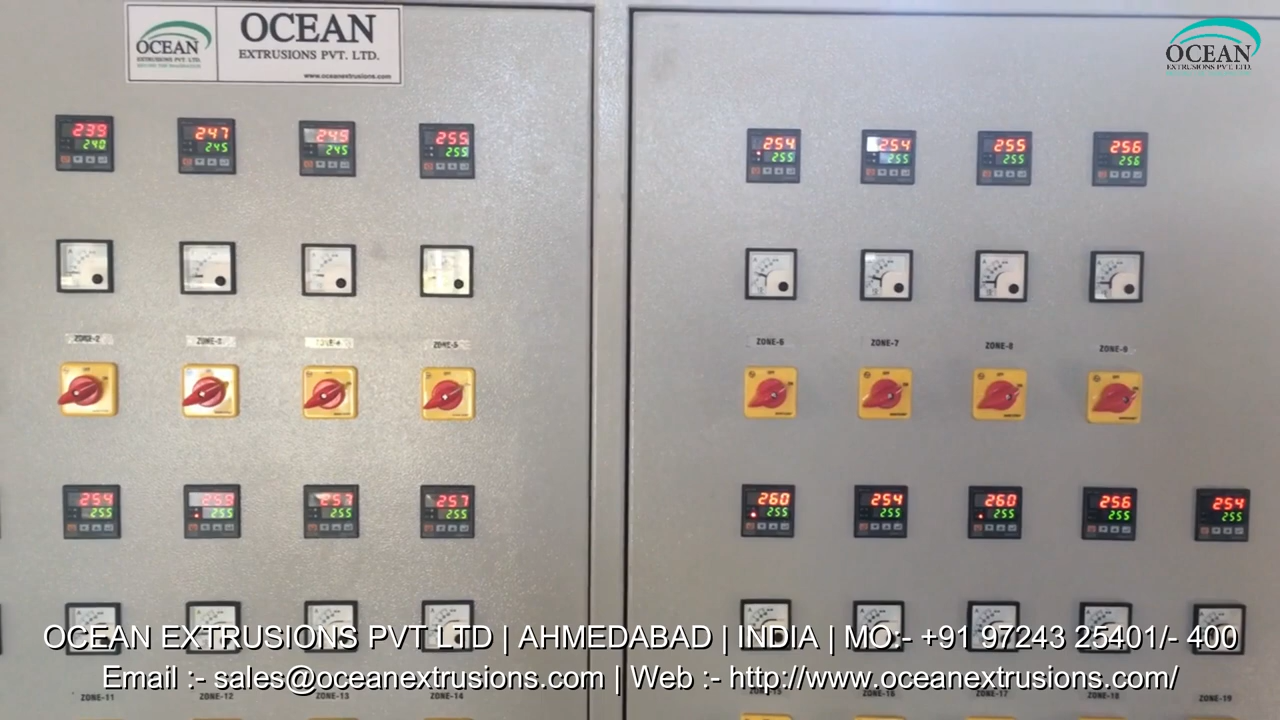 OCEAN
EXTRUSIONS PVT. LTD.
OCEAN
EXTRUSIONS PVT. LTD.
www.oceanextrusions.com
OCEAN
EXTRUSIONS PVT. LTD.
239 247 249 255 254 254 255 256
240 245 245 255 255 255 255 256
ZONE-2 ZONE-3 ZONE-4 ZONE-5 ZONE-6 ZONE-7 ZONE-8 ZONE-9
254 259 257 257 260 254 260 256 254
255 255 255 255 255 255 255 255 255
OCEAN EXTRUSIONS PVT LTD | AHMEDABAD | INDIA | MO:- +91 97243 25401/- 400
Email :- sales@oceanextrusions.com | Web :- http://www.oceanextrusions.com/
ZONE-11 ZONE-12 ZONE-13 ZONE-14 ZONE-16 ZONE-17 ZONE-18 ZONE-19